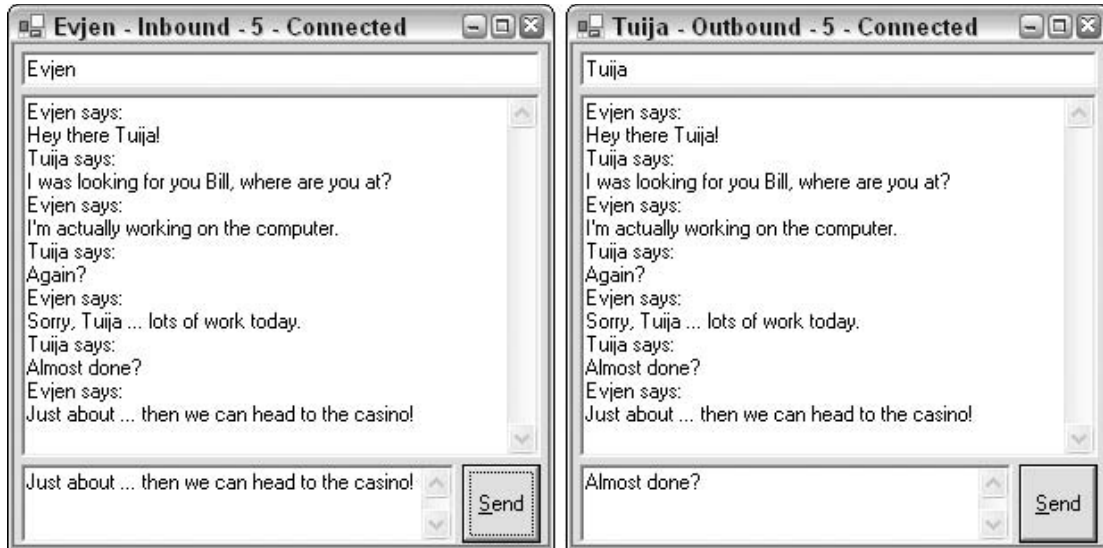 Evjen - Inbound - 5 - Connected
Evjen
Evjen says:
Hey there Tuija!
Tuija says:
I was looking for you Bill, where are you at?
Evjen says:
I'm actually working on the computer.
Tuija says:
Again?
Evjen says:
Sorry, Tuija ... lots of work today.
Tuija says:
Almost done?
Evjen says:
Just about ... then we can head to the casino!
Just about ... then we can head to the casino!
Send
Tuija - Outbound - 5 - Connected
Tuija
Evjen says:
Hey there Tuija!
Tuija says:
I was looking for you Bill, where are you at?
Evjen says:
I'm actually working on the computer.
Tuija says:
Again?
Evjen says:
Sorry, Tuija ... lots of work today.
Tuija says:
Almost done?
Evjen says:
Just about ... then we can head to the casino!
Almost done?
Send